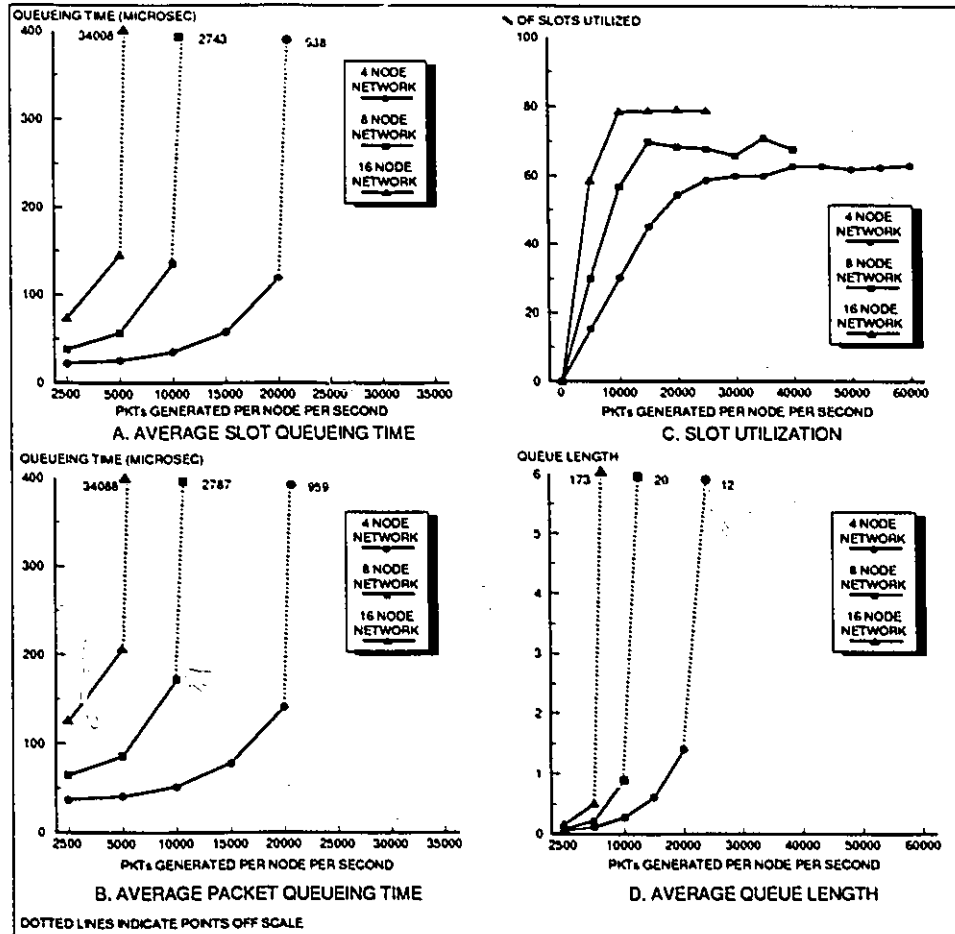 QUEUEING TIME (MICROSEC)
400
300
200
100
0
34008
2743
938
4 NODE
NETWORK
8 NODE
NETWORK
16 NODE
NETWORK
2500 5000 10000 15000 20000 25000 30000 35000
PKTs GENERATED PER NODE PER SECOND
A. AVERAGE SLOT QUEUEING TIME
% OF SLOTS UTILIZED
100
80
60
40
20
0
4 NODE
NETWORK
8 NODE
NETWORK
16 NODE
NETWORK
0 10000 20000 30000 40000 50000 60000
PKTs GENERATED PER NODE PER SECOND
C. SLOT UTILIZATION
QUEUEING TIME (MICROSEC)
400
300
200
100
0
34088
2787
959
4 NODE
NETWORK
8 NODE
NETWORK
16 NODE
NETWORK
2500 5000 10000 15000 20000 25000 30000 35000
PKTs GENERATED PER NODE PER SECOND
B. AVERAGE PACKET QUEUEING TIME
QUEUE LENGTH
6
5
4
3
2
1
0
173
20
12
4 NODE
NETWORK
8 NODE
NETWORK
16 NODE
NETWORK
2500 10000 20000 30000 40000 50000 60000
PKTs GENERATED PER NODE PER SECOND
D. AVERAGE QUEUE LENGTH
DOTTED LINES INDICATE POINTS OFF SCALE